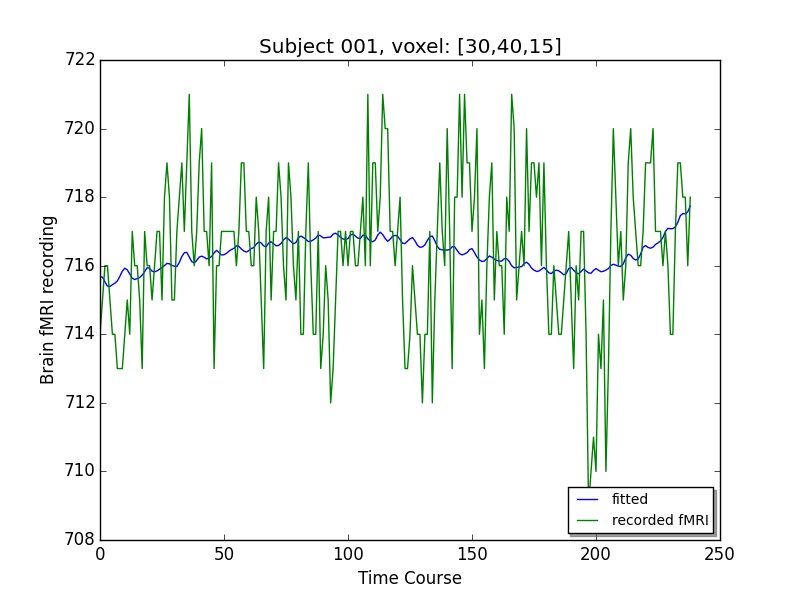 Subject 001, voxel: [30,40,15]
722
720
718
716
714
712
710
708
Brain fMRI recording
0 50 100 150 200 250
Time Course
fitted
recorded fMRI